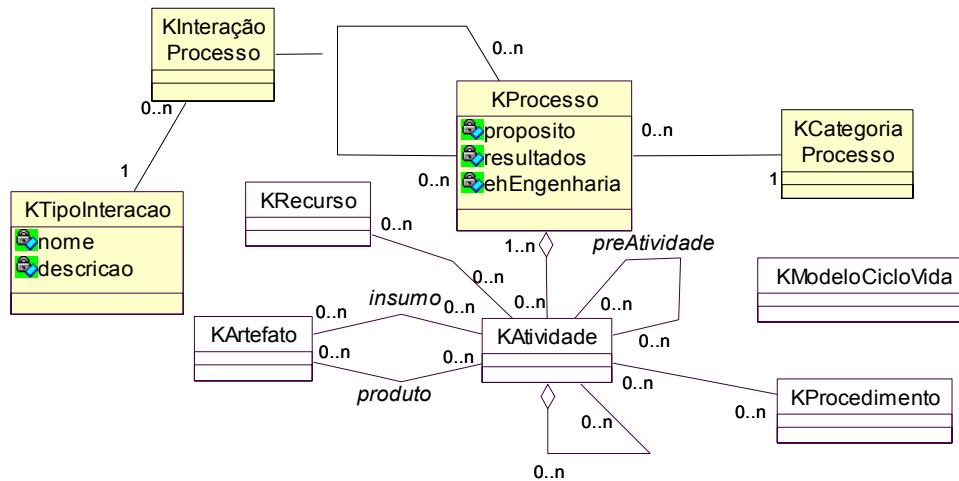 KInteração
Processo
0..n
0..n
KProcesso
proposito
resultados
ehEngenharia
0..n
0..n
KCategoria
Processo
1
1
KTipoInteracao
nome
descricao
KRecurso
0..n
1..n
preAtividade
0..n
0..n
0..n
0..n
KModeloCicloVida
insumo
0..n
0..n
KArtefato
KAtividade
0..n
0..n
produto
0..n
KProcedimento
0..n
0..n
0..n